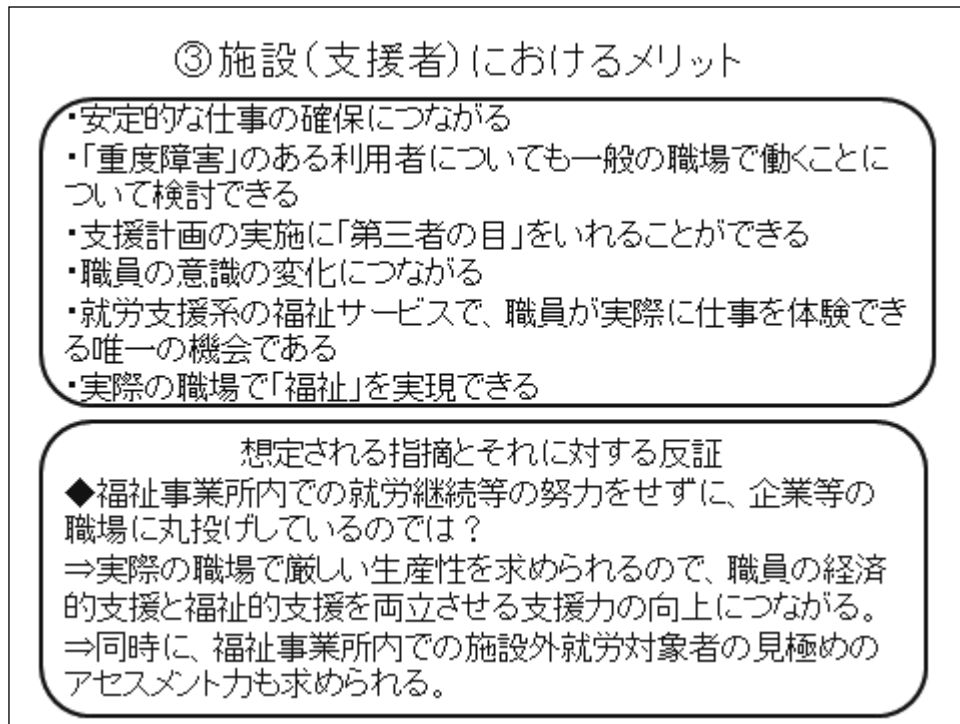 ③施設(支援者)におけるメリット
・安定的な仕事の確保につながる
・「重度障害」のある利用者についても一般の職場で働くことに
ついて検討できる
・支援計画の実施に「第三者の目」をいれることができる
・職員の意識の変化につながる
・就労支援系の福祉サービスで、職員が実際に仕事を体験でき
る唯一の機会である
・実際の職場で「福祉」を実現できる
想定される指摘とそれに対する反証
◆福祉事業所内での就労継続等の努力をせずに、企業等の
職場に丸投げしているのでは？
⇒実際の職場で厳しい生産性を求められるので、職員の経済
的支援と福祉的支援を両立させる支援力の向上につながる。
⇒同時に、福祉事業所内での施設外就労対象者の見極めの
アセスメント力も求められる。